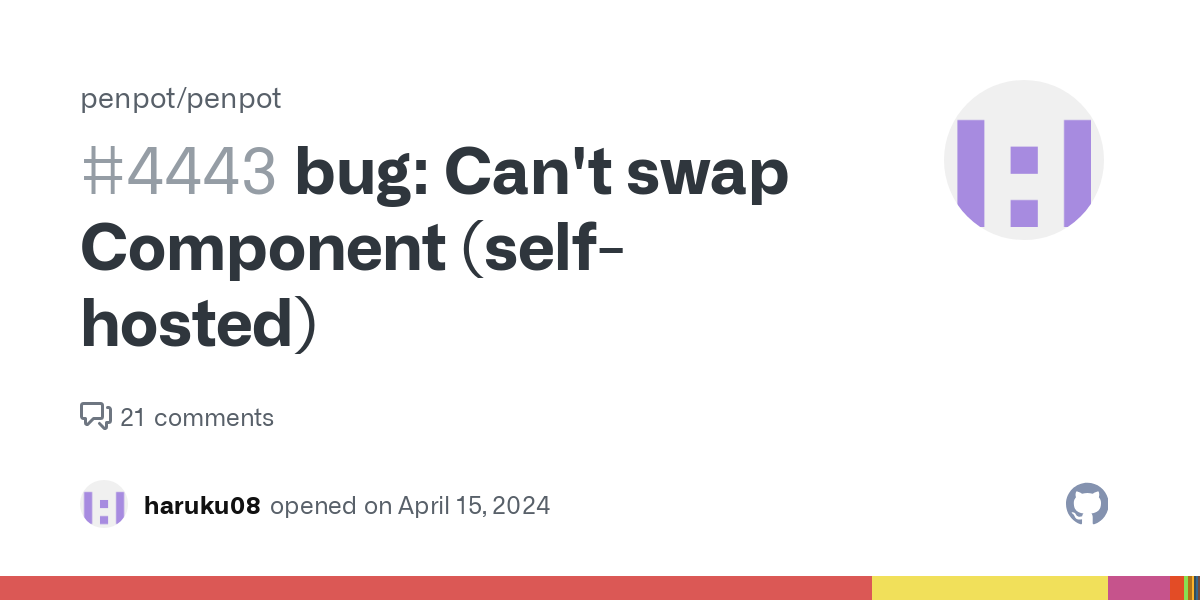 penpot/penpot
#4443 bug: Can't swap
Component (self-
hosted)
21 comments
haruku08 opened on April 15, 2024